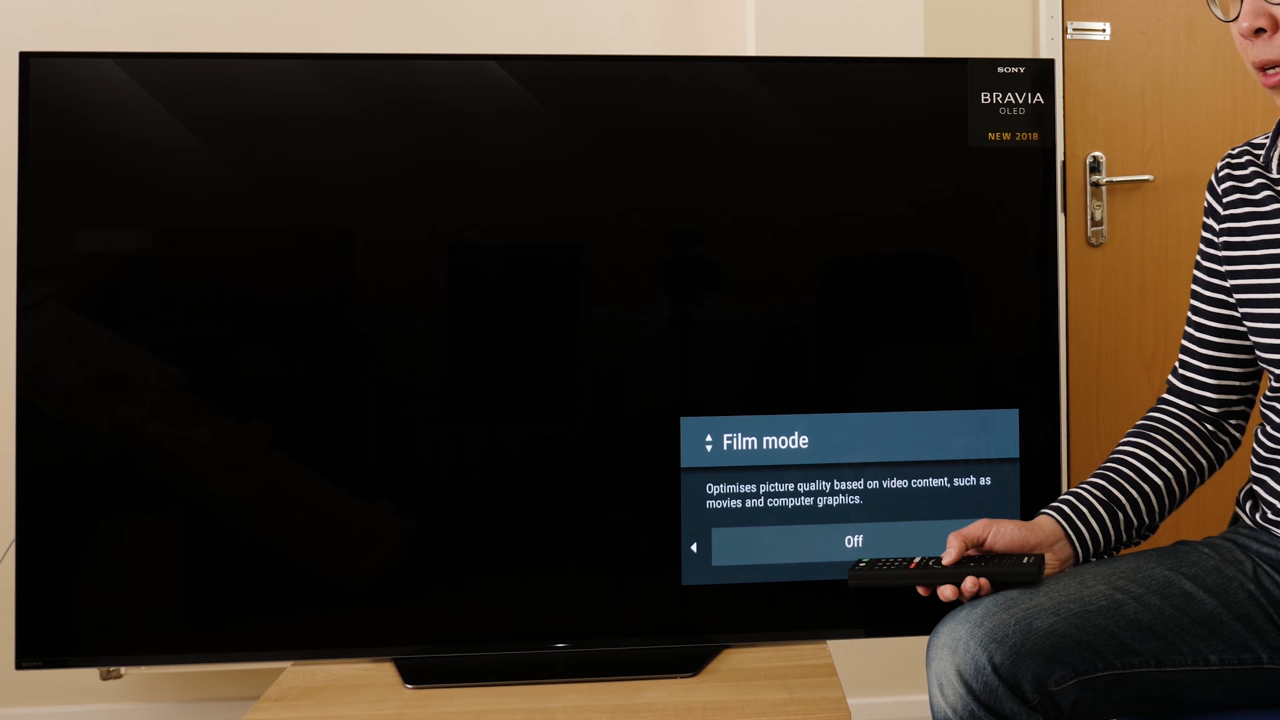 SONY
BRAVIA
OLED
NEW 2018
Film mode
Optimises picture quality based on video content, such as
movies and computer graphics.
Off
SONY